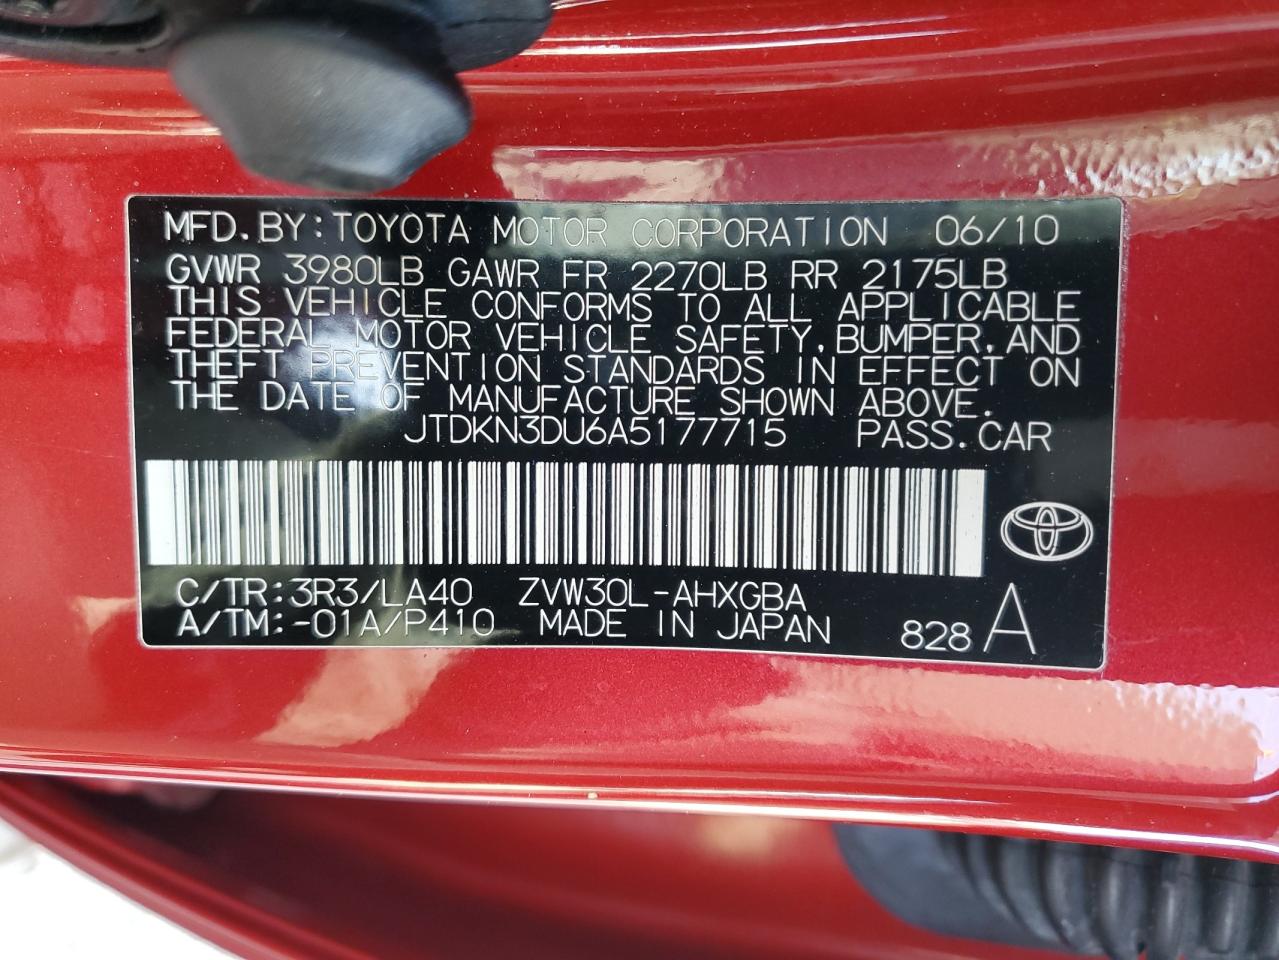 MFD.BY:TOYOTA MOTOR CORPORATION 06/10
GVWR 3980LB GAWR FR 2270LB RR 2175LB
THIS VEHICLE CONFORMS TO ALL APPLICABLE
FEDERAL MOTOR VEHICLE SAFETY,BUMPER,AND
THEFT PREVENTION STANDARDS IN EFFECT ON
THE DATE OF MANUFACTURE SHOWN ABOVE.
JTDKN3DU6A5177715 PASS.CAR
C/TR:3R3/LA40 ZVW30L-AHXGBA
A/TM:-01A/P410 MADE IN JAPAN 828 A